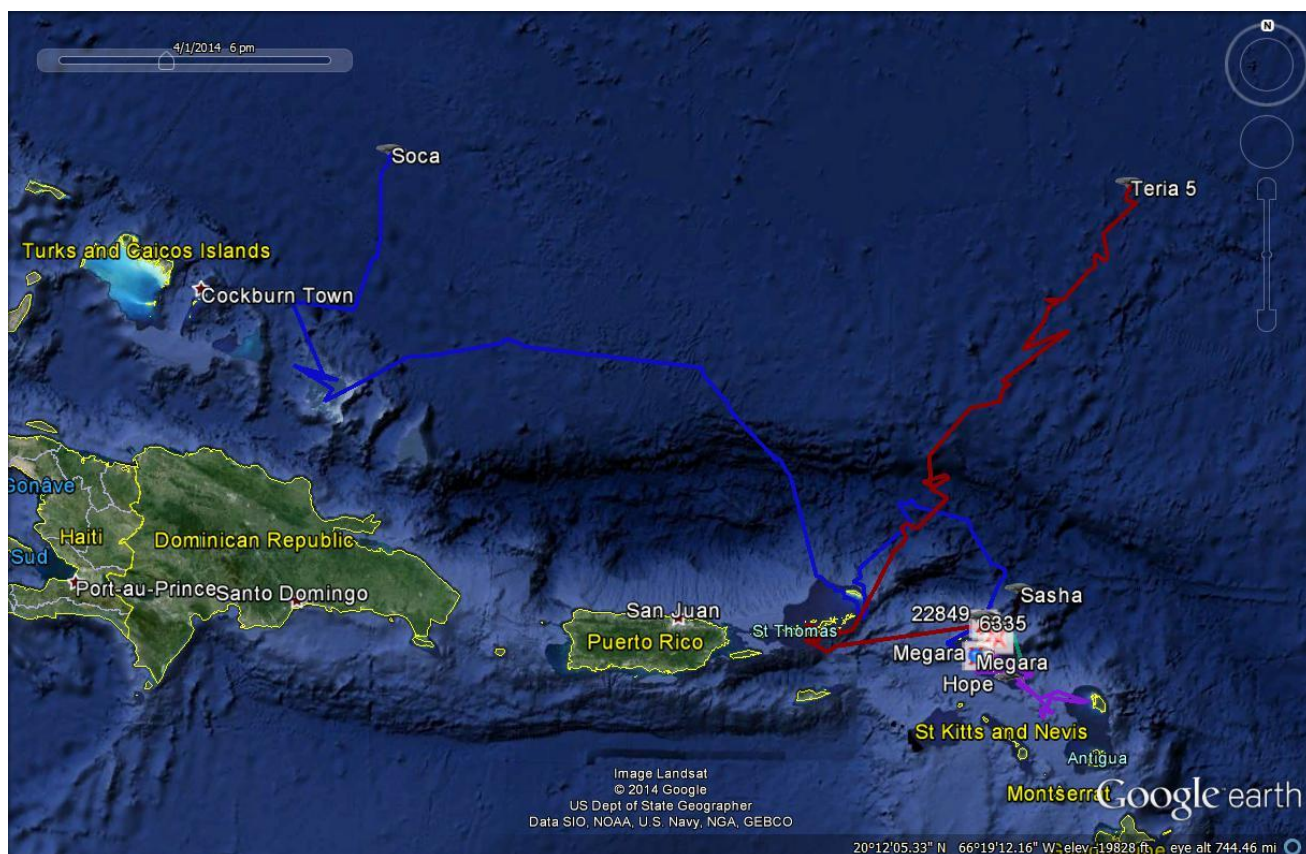 4/1/2014 6 pm
N
Soca
Teria 5
Turks and Caicos Islands
Cockburn Town
Gonâve
Haiti
Dominican Republic
Sud
Port-au-Prince
Santo Domingo
San Juan
Puerto Rico
St Thomas
Sasha
22849
6335
Megara
Megara
Hope
St Kitts and Nevis
Antigua
Montserrat
Google earth
Image Landsat
© 2014 Google
US Dept of State Geographer
Data SIO, NOAA, U.S. Navy, NGA, GEBCO
20°12'05.33" N 66°19'12.16" W elev -19828 ft eye alt 744.46 mi